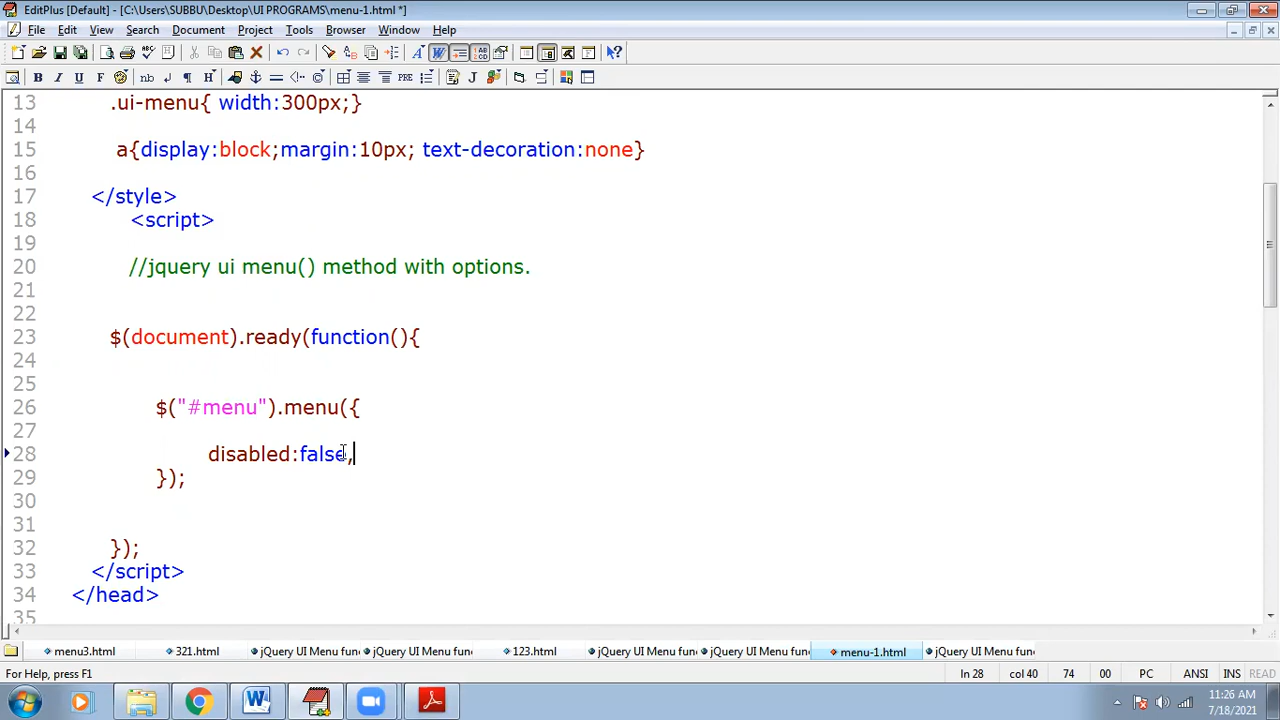 EditPlus [Default] - [C:\Users\SUBBU\Desktop\UI PROGRAMS\menu-1.html *]
File Edit View Search Document Project Tools Browser Window Help
13 .ui-menu{ width:300px;}
14
15 a{display:block;margin:10px; text-decoration:none}
16
17 </style>
18 <script>
19
20 //jquery ui menu() method with options.
21
22
23 $(document).ready(function(){
24
25
26 $("#menu").menu({
27
28 disabled:false,
29 });
30
31
32 });
33 </script>
34 </head>
35
menu3.html 321.html jQuery UI Menu fun jQuery UI Menu func 123.html jQuery UI Menu fun jQuery UI Menu func menu-1.html jQuery UI Menu func
For Help, press F1 Ln 28 col 40 74 00 PC ANSI INS READ
11:26 AM
7/18/2021